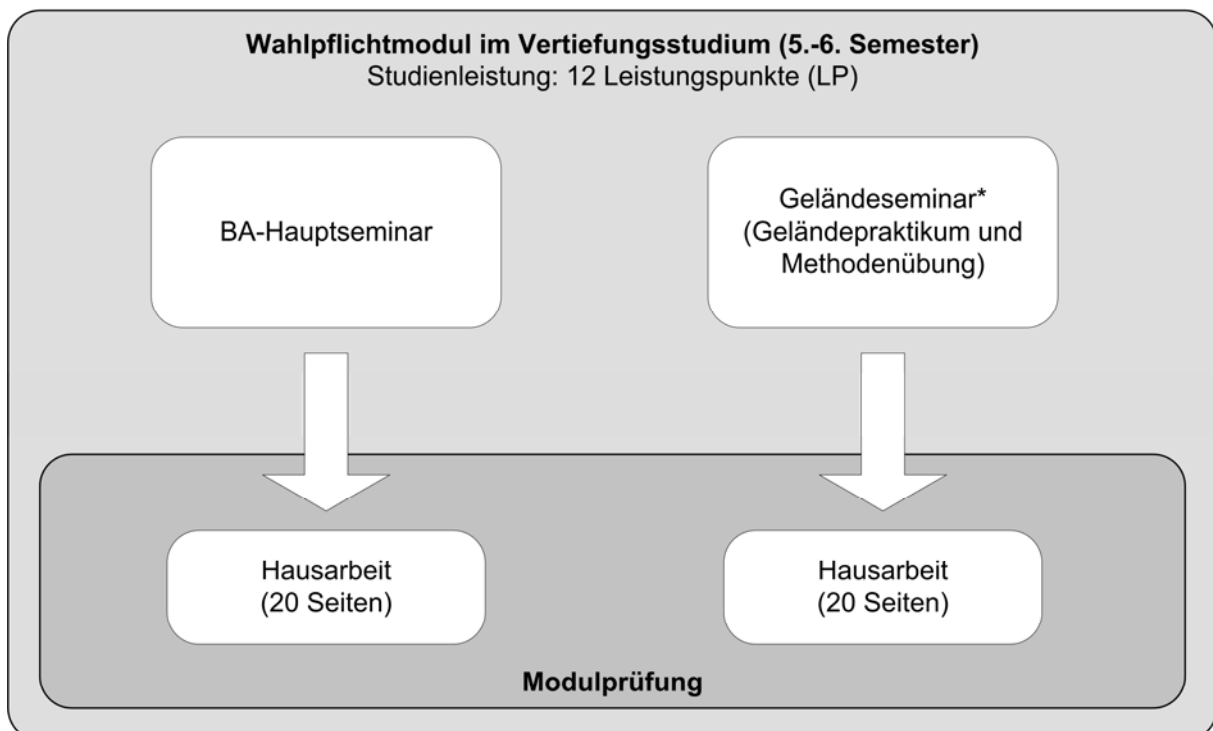 Wahlpflichtmodul im Vertiefungsstudium (5.-6. Semester)
Studienleistung: 12 Leistungspunkte (LP)
BA-Hauptseminar
Geländeseminar*
(Geländepraktikum und
Methodenübung)
Hausarbeit
(20 Seiten)
Hausarbeit
(20 Seiten)
Modulprüfung